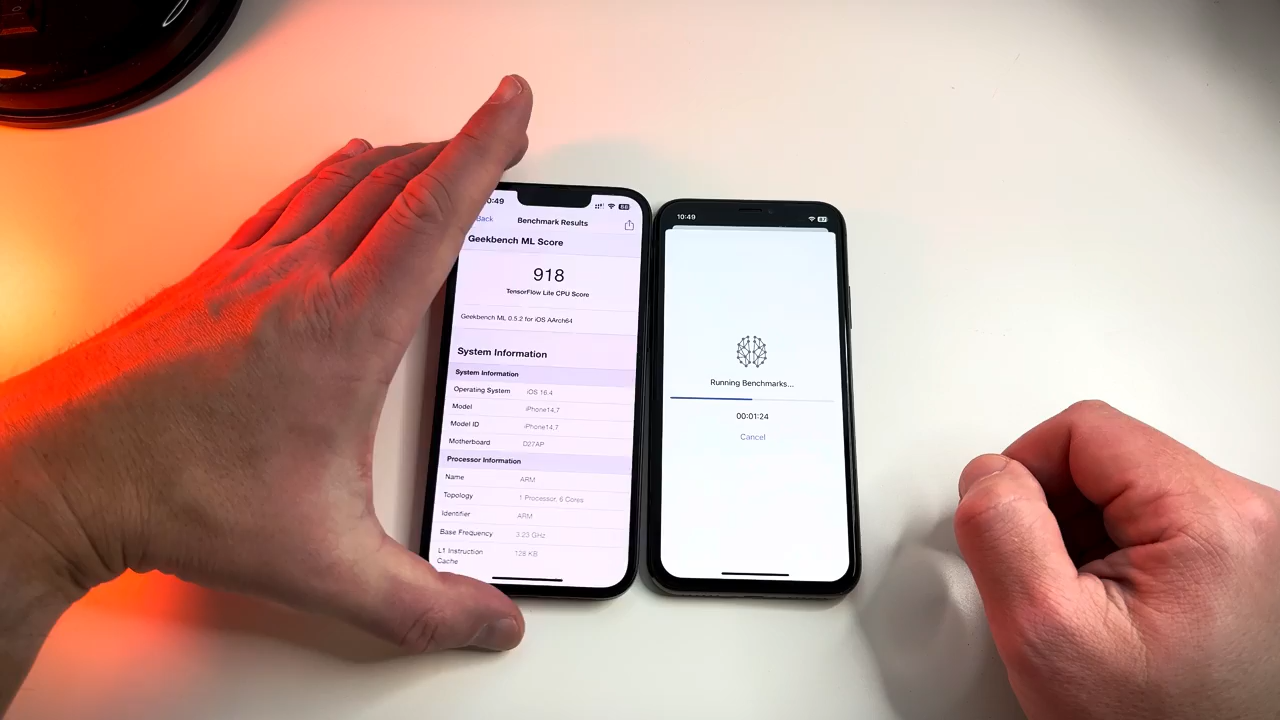 0:49
68
Back
Benchmark Results
Geekbench ML Score
918
TensorFlow Lite CPU Score
Geekbench ML 0.5.2 for iOS AArch64
System Information
System Information
Operating System iOS 16.4
Model iPhone14,7
Model ID iPhone14,7
Motherboard D27AP
Processor Information
Name ARM
Topology 1 Processor, 6 Cores
Identifier ARM
Base Frequency 3.23 GHz
L1 Instruction
Cache 128 KB
10:49
67
Running Benchmarks...
00:01:24
Cancel